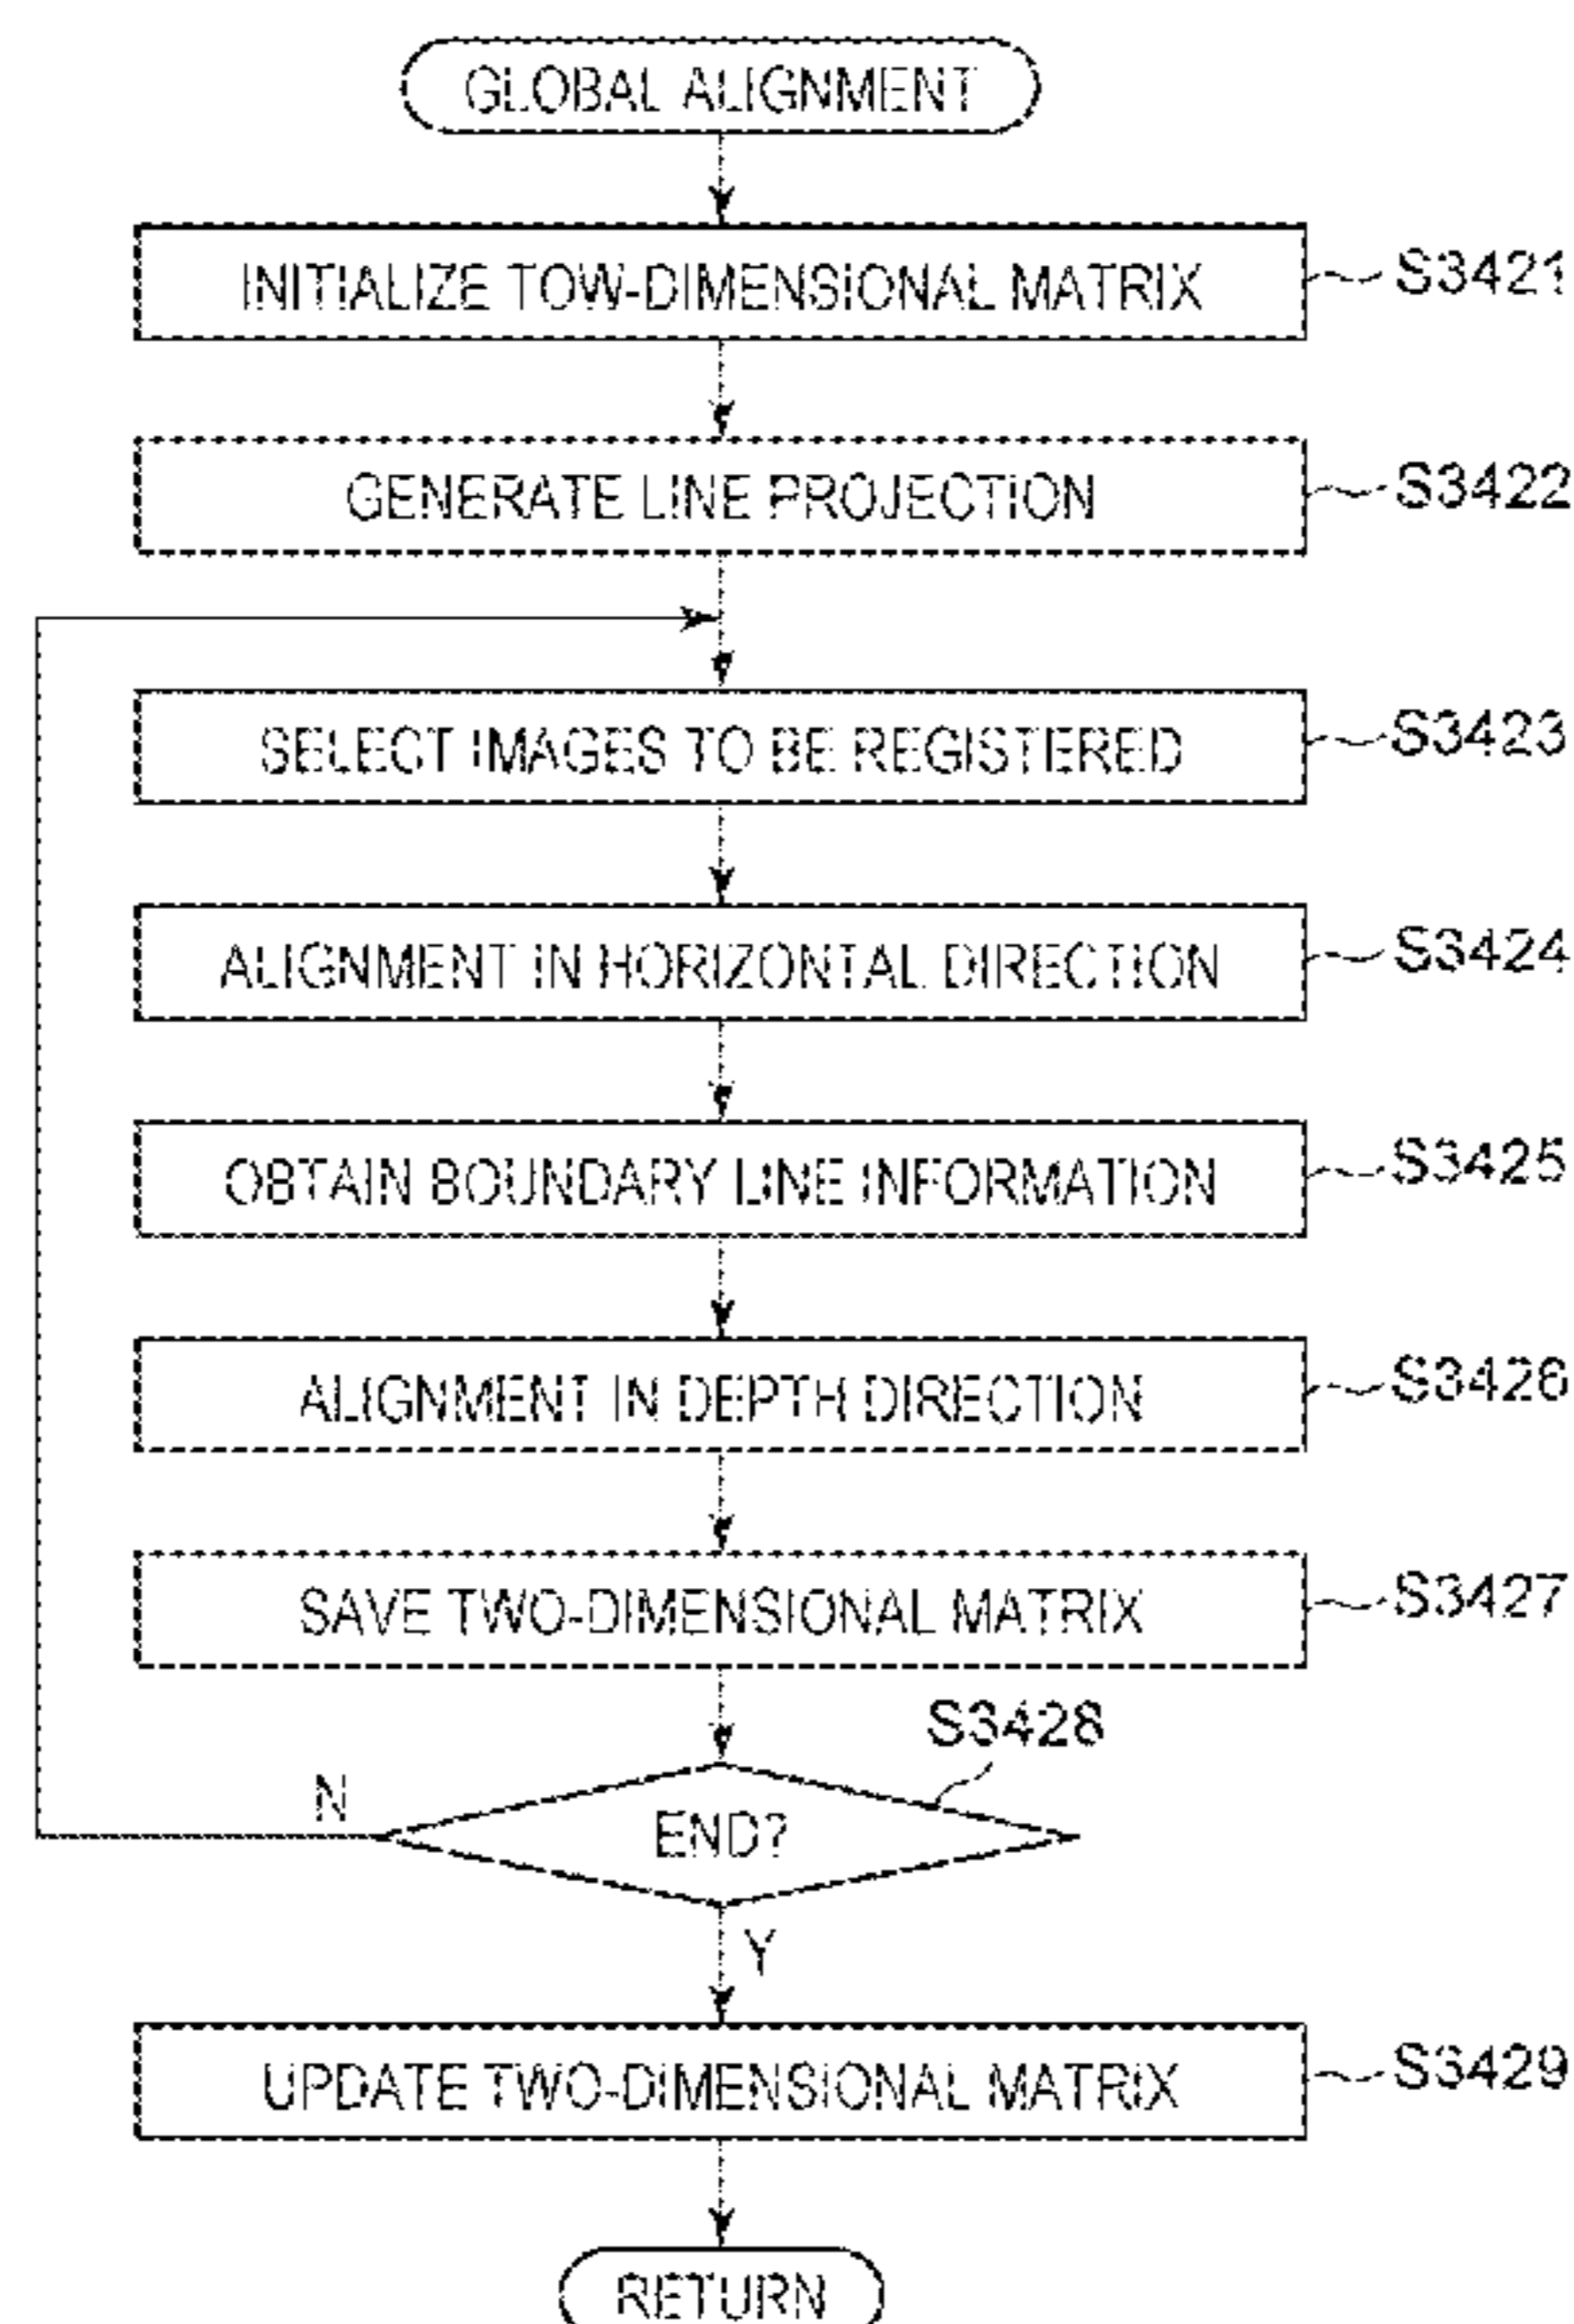 GLOBAL ALIGNMENT
INITIALIZE TOW-DIMENSIONAL MATRIX
S3421
GENERATE LINE PROJECTION
S3422
SELECT IMAGES TO BE REGISTERED
S3423
ALIGNMENT IN HORIZONTAL DIRECTION
S3424
OBTAIN BOUNDARY LINE INFORMATION
S3425
ALIGNMENT IN DEPTH DIRECTION
S3426
SAVE TWO-DIMENSIONAL MATRIX
S3427
S3428
N
END?
Y
UPDATE TWO-DIMENSIONAL MATRIX
S3429
RETURN